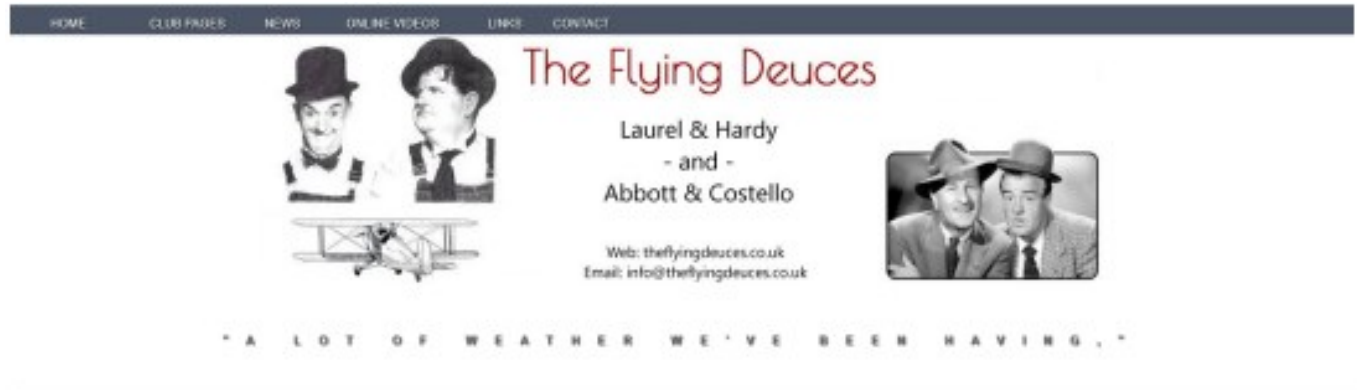 HOME CLUB PAGES NEWS ONLINE VIDEOS LINKS CONTACT
The Flying Deuces
Laurel & Hardy
- and -
Abbott & Costello
Web: theflyingdeuces.co.uk
Email: info@theflyingdeuces.co.uk
"A LOT OF WEATHER WE'VE BEEN HAVING."